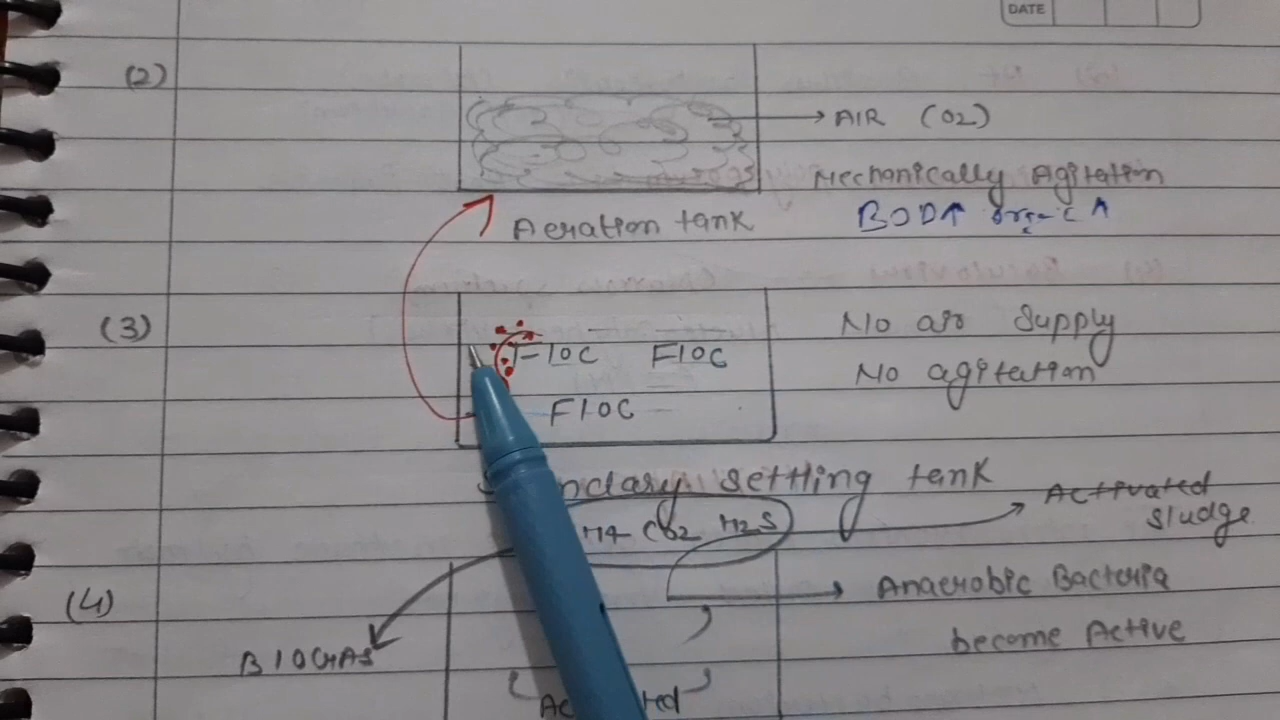 DATE
(2)
AIR (O2)
Mechanically Agitation
Aeration tank
BOD↑ ↑
(3)
No air Supply
Floc Floc
No agitation
Floc
settling tank
Activated
Sludge
CO2 H2S
(4)
Anaerobic Bacteria
become Active
BIOGAS